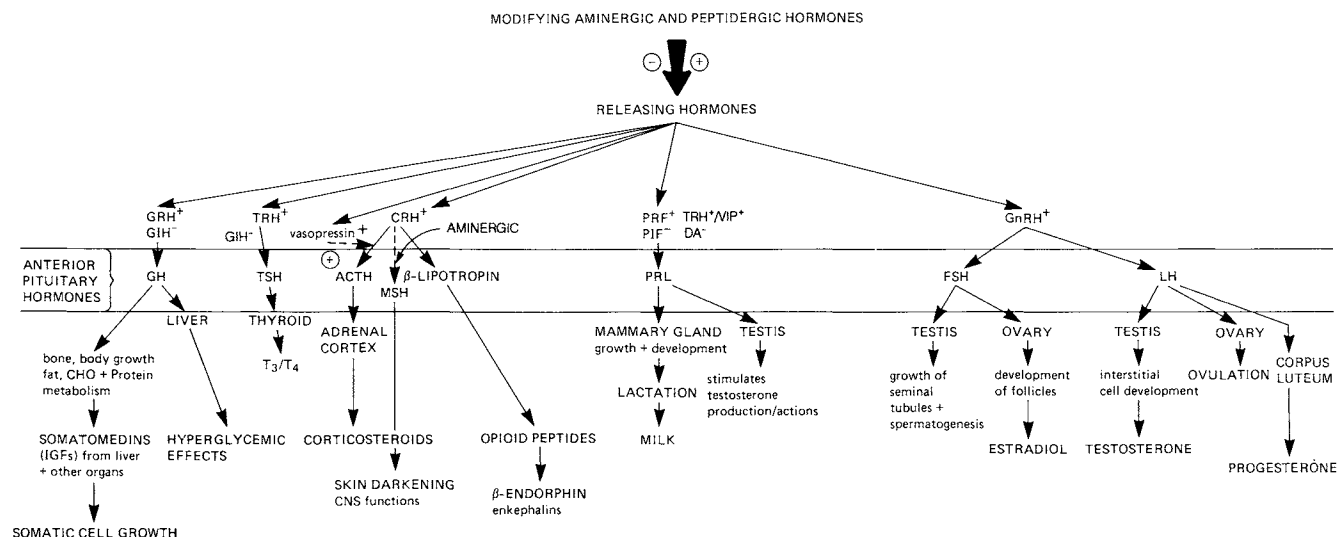 MODIFYING AMINERGIC AND PEPTIDERGIC HORMONES
− +
RELEASING HORMONES
GRH⁺
GIH⁻
TRH⁺
GIH⁻
vasopressin +
+
CRH⁺
AMINERGIC
PRF⁺ TRH⁺/VIP⁺
PIF⁻ DA⁻
GnRH⁺
ANTERIOR
PITUITARY
HORMONES
GH
TSH
ACTH
MSH
β-LIPOTROPIN
PRL
FSH
LH
LIVER
THYROID
T₃/T₄
ADRENAL
CORTEX
MAMMARY GLAND
growth + development
TESTIS
TESTIS
OVARY
TESTIS
OVARY
CORPUS
LUTEUM
bone, body growth
fat, CHO + Protein
metabolism
LACTATION
MILK
stimulates
testosterone
production/actions
growth of
seminal
tubules +
spermatogenesis
development
of follicles
ESTRADIOL
interstitial
cell development
TESTOSTERONE
OVULATION
PROGESTERONE
SOMATOMEDINS
(IGFs) from liver
+ other organs
HYPERGLYCEMIC
EFFECTS
CORTICOSTEROIDS
SKIN DARKENING
CNS functions
OPIOID PEPTIDES
β-ENDORPHIN
enkephalins
SOMATIC CELL GROWTH